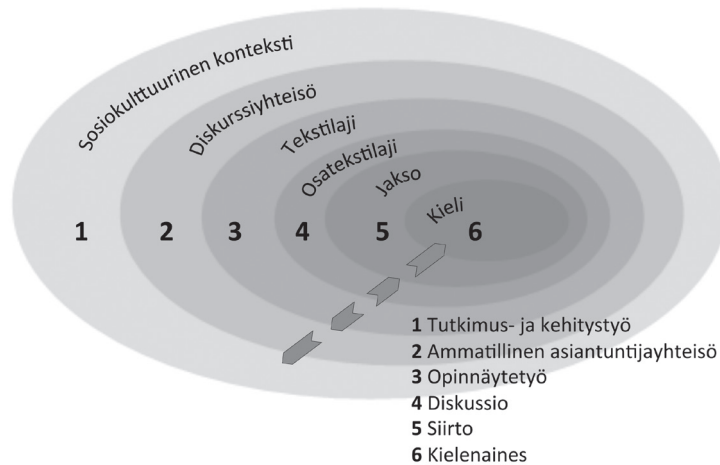 Sosiokulttuurinen konteksti
Diskurssiyhteisö
Tekstilaji
Osatekstilaji
Jakso
Kieli
1 2 3 4 5 6
1 Tutkimus- ja kehitystyö
2 Ammatillinen asiantuntijayhteisö
3 Opinnäytetyö
4 Diskussio
5 Siirto
6 Kielenaines